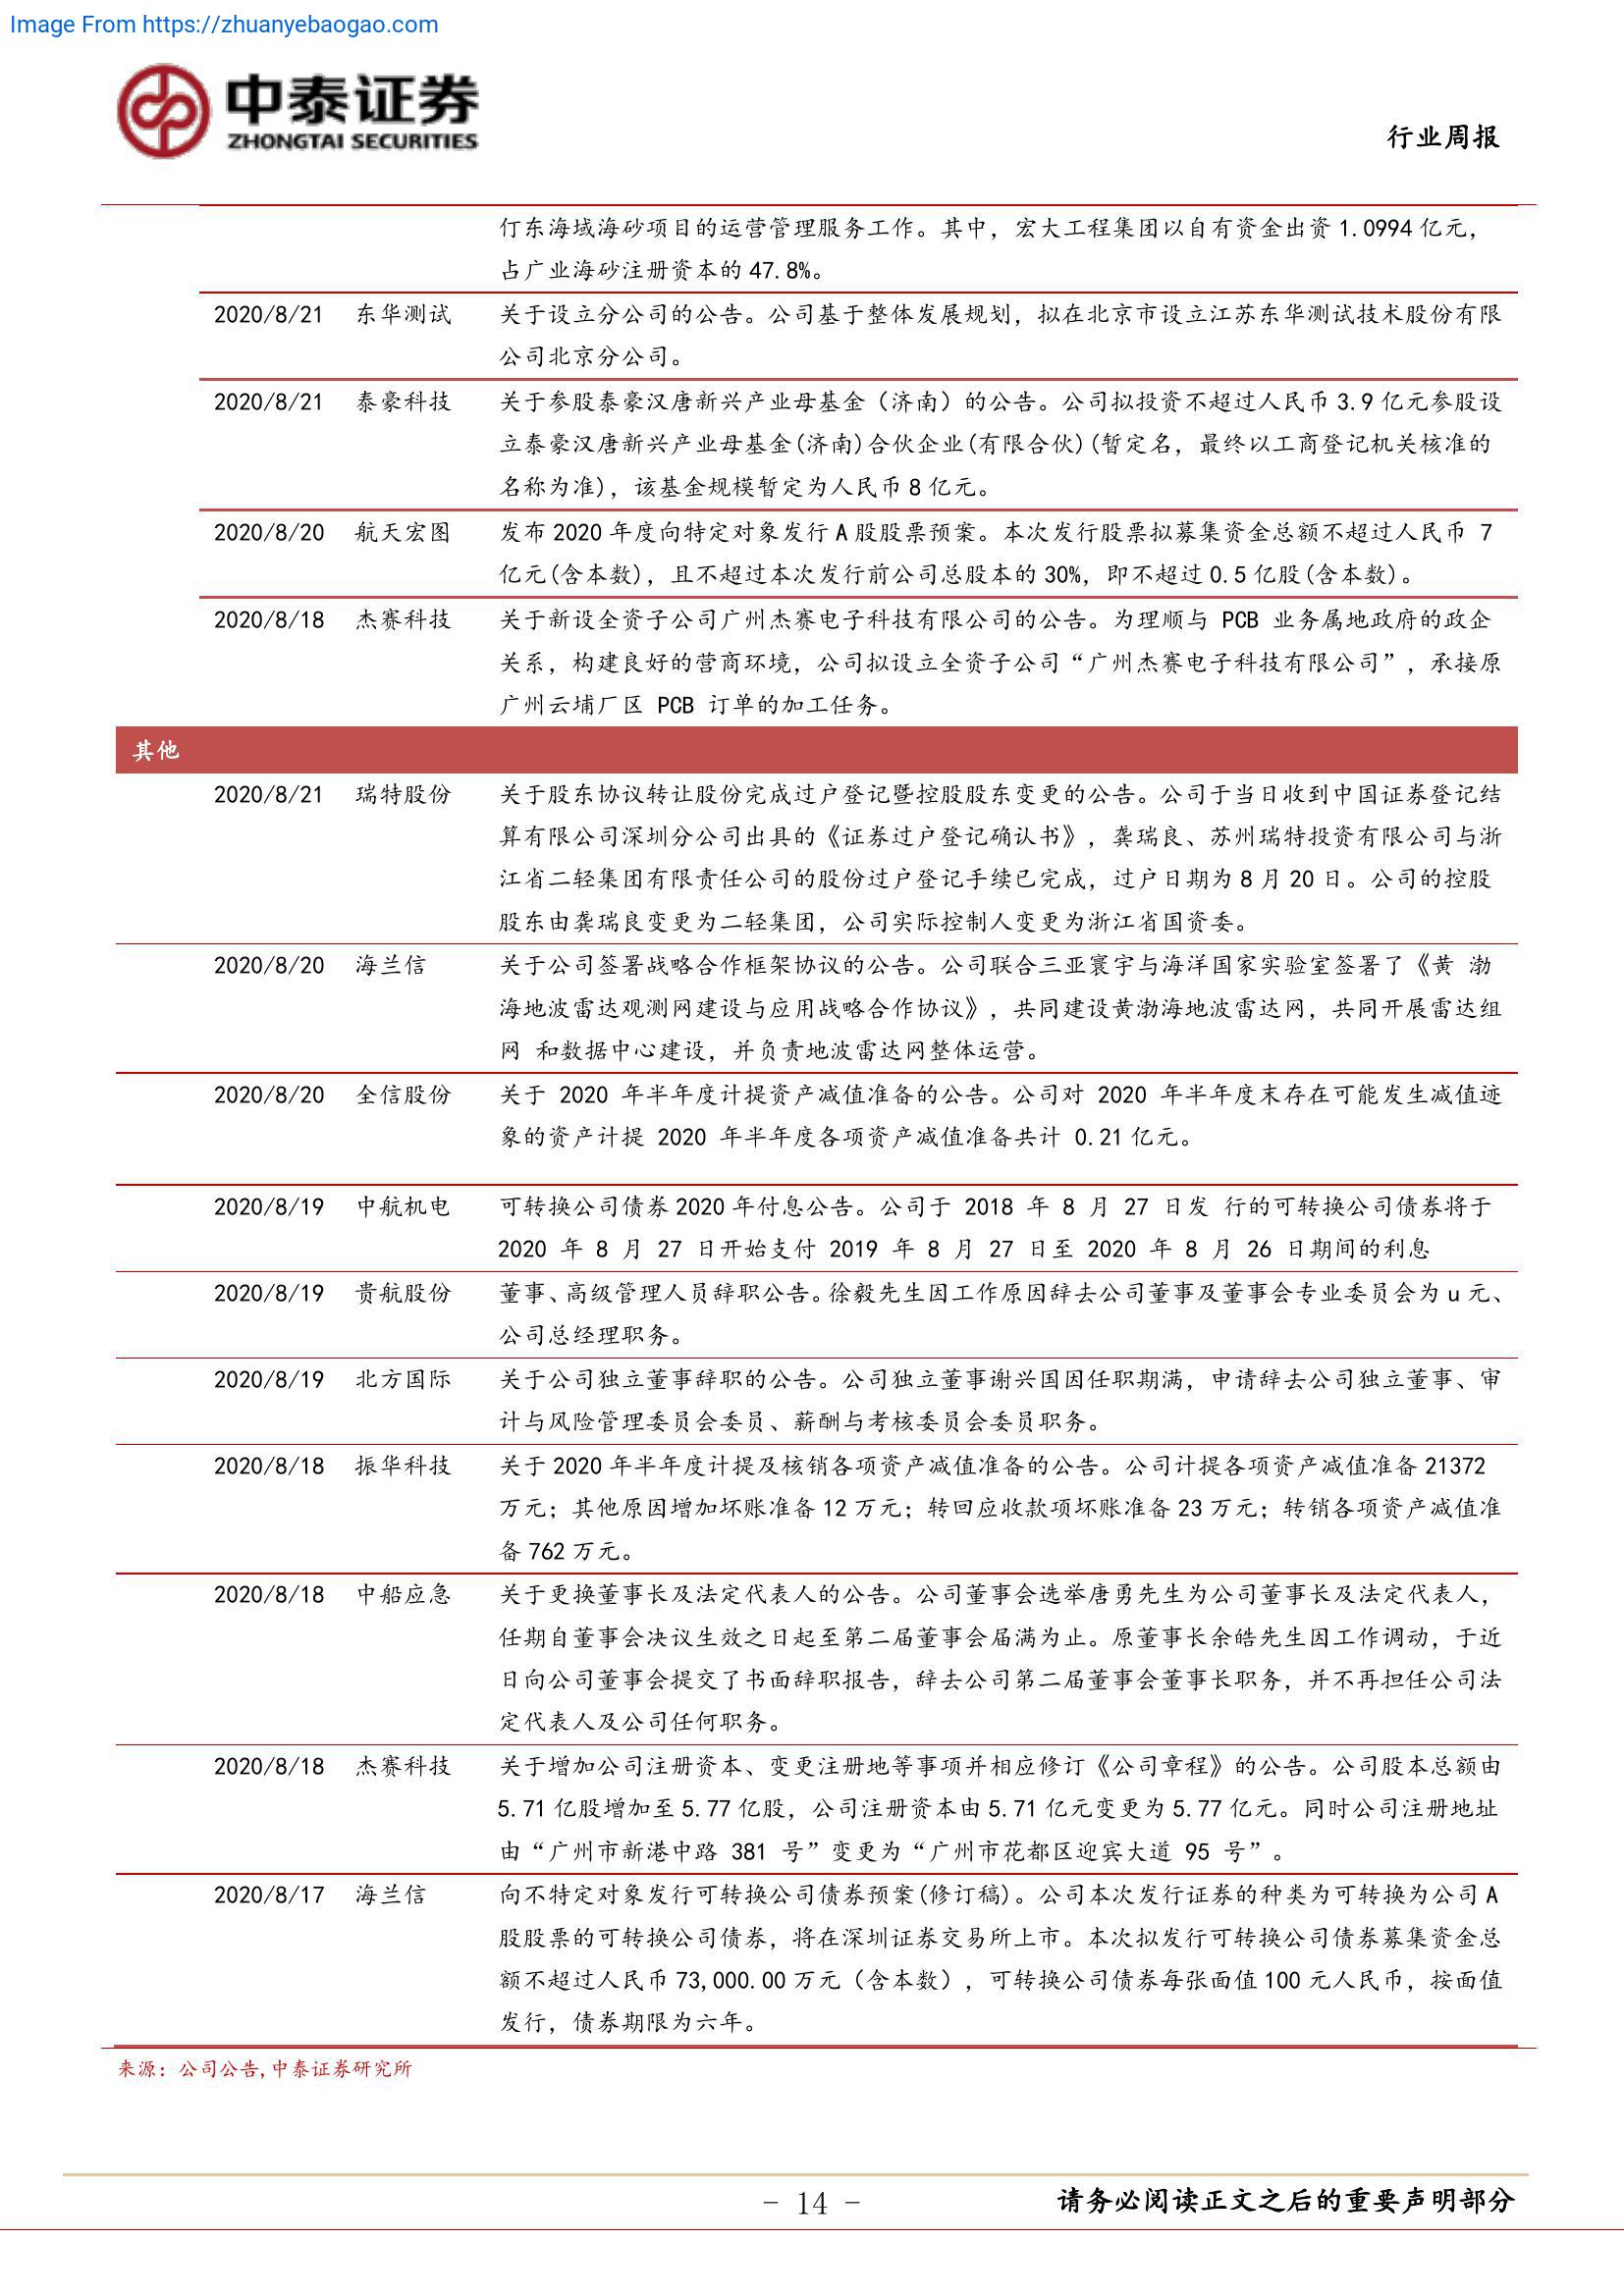 Image From https://zhuanyebaogao.com
中泰证券
ZHONGTAI SECURITIES
行业周报
仃东海域海砂项目的运营管理服务工作。其中，宏大工程集团以自有资金出资 1.0994 亿元，
占广业海砂注册资本的 47.8%。
2020/8/21 东华测试 关于设立分公司的公告。公司基于整体发展规划，拟在北京市设立江苏东华测试技术股份有限
公司北京分公司。
2020/8/21 泰豪科技 关于参股泰豪汉唐新兴产业母基金（济南）的公告。公司拟投资不超过人民币 3.9 亿元参股设
立泰豪汉唐新兴产业母基金(济南)合伙企业(有限合伙)(暂定名，最终以工商登记机关核准的
名称为准)，该基金规模暂定为人民币 8 亿元。
2020/8/20 航天宏图 发布 2020 年度向特定对象发行 A 股股票预案。本次发行股票拟募集资金总额不超过人民币 7
亿元(含本数)，且不超过本次发行前公司总股本的 30%，即不超过 0.5 亿股(含本数)。
2020/8/18 杰赛科技 关于新设全资子公司广州杰赛电子科技有限公司的公告。为理顺与 PCB 业务属地政府的政企
关系，构建良好的营商环境，公司拟设立全资子公司“广州杰赛电子科技有限公司”，承接原
广州云埔厂区 PCB 订单的加工任务。
其他
2020/8/21 瑞特股份 关于股东协议转让股份完成过户登记暨控股股东变更的公告。公司于当日收到中国证券登记结
算有限公司深圳分公司出具的《证券过户登记确认书》，龚瑞良、苏州瑞特投资有限公司与浙
江省二轻集团有限责任公司的股份过户登记手续已完成，过户日期为 8 月 20 日。公司的控股
股东由龚瑞良变更为二轻集团，公司实际控制人变更为浙江省国资委。
2020/8/20 海兰信 关于公司签署战略合作框架协议的公告。公司联合三亚寰宇与海洋国家实验室签署了《黄 渤
海地波雷达观测网建设与应用战略合作协议》，共同建设黄渤海地波雷达网，共同开展雷达组
网 和数据中心建设，并负责地波雷达网整体运营。
2020/8/20 全信股份 关于 2020 年半年度计提资产减值准备的公告。公司对 2020 年半年度末存在可能发生减值迹
象的资产计提 2020 年半年度各项资产减值准备共计 0.21 亿元。
2020/8/19 中航机电 可转换公司债券 2020 年付息公告。公司于 2018 年 8 月 27 日发 行的可转换公司债券将于
2020 年 8 月 27 日开始支付 2019 年 8 月 27 日至 2020 年 8 月 26 日期间的利息
2020/8/19 贵航股份 董事、高级管理人员辞职公告。徐毅先生因工作原因辞去公司董事及董事会专业委员会为 u 元、
公司总经理职务。
2020/8/19 北方国际 关于公司独立董事辞职的公告。公司独立董事谢兴国因任职期满，申请辞去公司独立董事、审
计与风险管理委员会委员、薪酬与考核委员会委员职务。
2020/8/18 振华科技 关于 2020 年半年度计提及核销各项资产减值准备的公告。公司计提各项资产减值准备 21372
万元；其他原因增加坏账准备 12 万元；转回应收款项坏账准备 23 万元；转销各项资产减值准
备 762 万元。
2020/8/18 中船应急 关于更换董事长及法定代表人的公告。公司董事会选举唐勇先生为公司董事长及法定代表人，
任期自董事会决议生效之日起至第二届董事会届满为止。原董事长余皓先生因工作调动，于近
日向公司董事会提交了书面辞职报告，辞去公司第二届董事会董事长职务，并不再担任公司法
定代表人及公司任何职务。
2020/8/18 杰赛科技 关于增加公司注册资本、变更注册地等事项并相应修订《公司章程》的公告。公司股本总额由
5.71 亿股增加至 5.77 亿股，公司注册资本由 5.71 亿元变更为 5.77 亿元。同时公司注册地址
由“广州市新港中路 381 号”变更为“广州市花都区迎宾大道 95 号”。
2020/8/17 海兰信 向不特定对象发行可转换公司债券预案(修订稿)。公司本次发行证券的种类为可转换为公司 A
股股票的可转换公司债券，将在深圳证券交易所上市。本次拟发行可转换公司债券募集资金总
额不超过人民币 73,000.00 万元（含本数），可转换公司债券每张面值 100 元人民币，按面值
发行，债券期限为六年。
来源：公司公告,中泰证券研究所
- 14 -
请务必阅读正文之后的重要声明部分